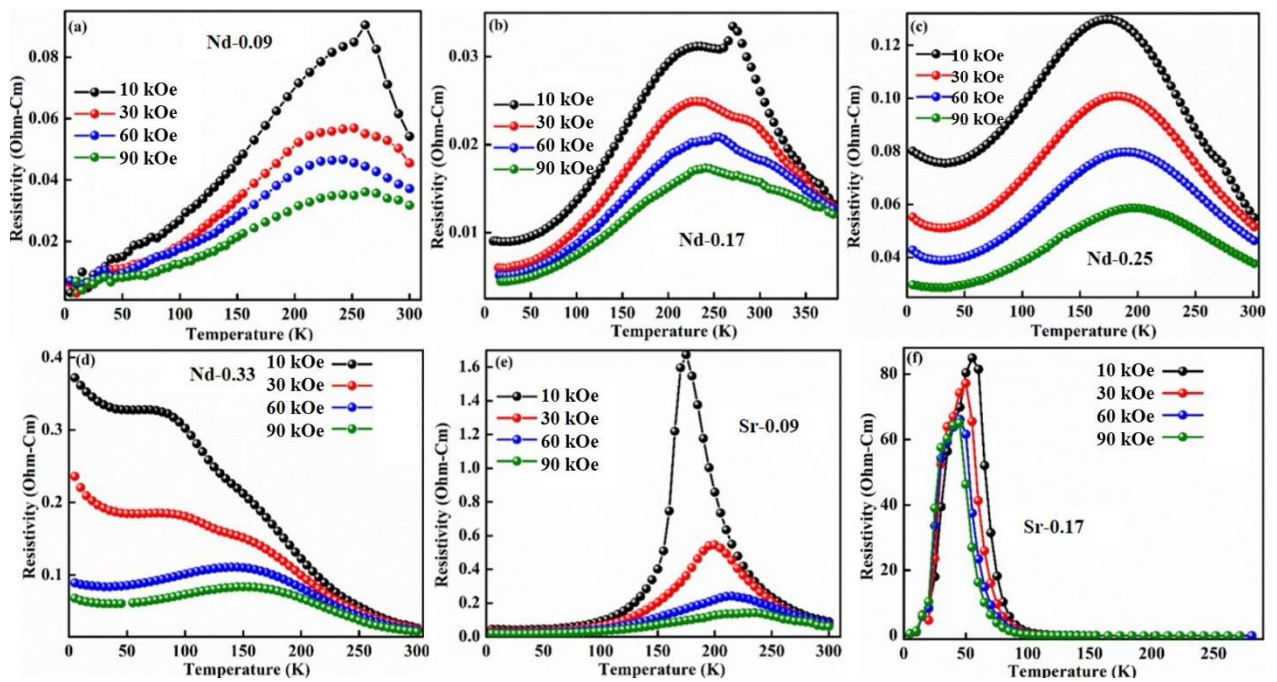 (a)
Nd-0.09
10 kOe
30 kOe
60 kOe
90 kOe
0.08
0.06
0.04
0.02
Resistivity (Ohm-Cm)
0 50 100 150 200 250 300
Temperature (K)
(b)
Nd-0.17
10 kOe
30 kOe
60 kOe
90 kOe
0.03
0.02
0.01
Resistivity (Ohm-Cm)
0 50 100 150 200 250 300 350
Temperature (K)
(c)
10 kOe
30 kOe
60 kOe
90 kOe
Nd-0.25
0.12
0.10
0.08
0.06
0.04
Resistivity (Ohm-Cm)
0 50 100 150 200 250 300
Temperature (K)
(d)
Nd-0.33
10 kOe
30 kOe
60 kOe
90 kOe
0.4
0.3
0.2
0.1
Resistivity (Ohm-Cm)
0 50 100 150 200 250 300
Temperature (K)
(e)
10 kOe
30 kOe
60 kOe
90 kOe
Sr-0.09
1.6
1.4
1.2
1.0
0.8
0.6
0.4
0.2
0.0
Resistivity (Ohm-Cm)
0 50 100 150 200 250 300
Temperature (K)
(f)
10 kOe
30 kOe
60 kOe
90 kOe
Sr-0.17
80
60
40
20
0
Resistivity (Ohm-Cm)
0 50 100 150 200 250
Temperature (K)